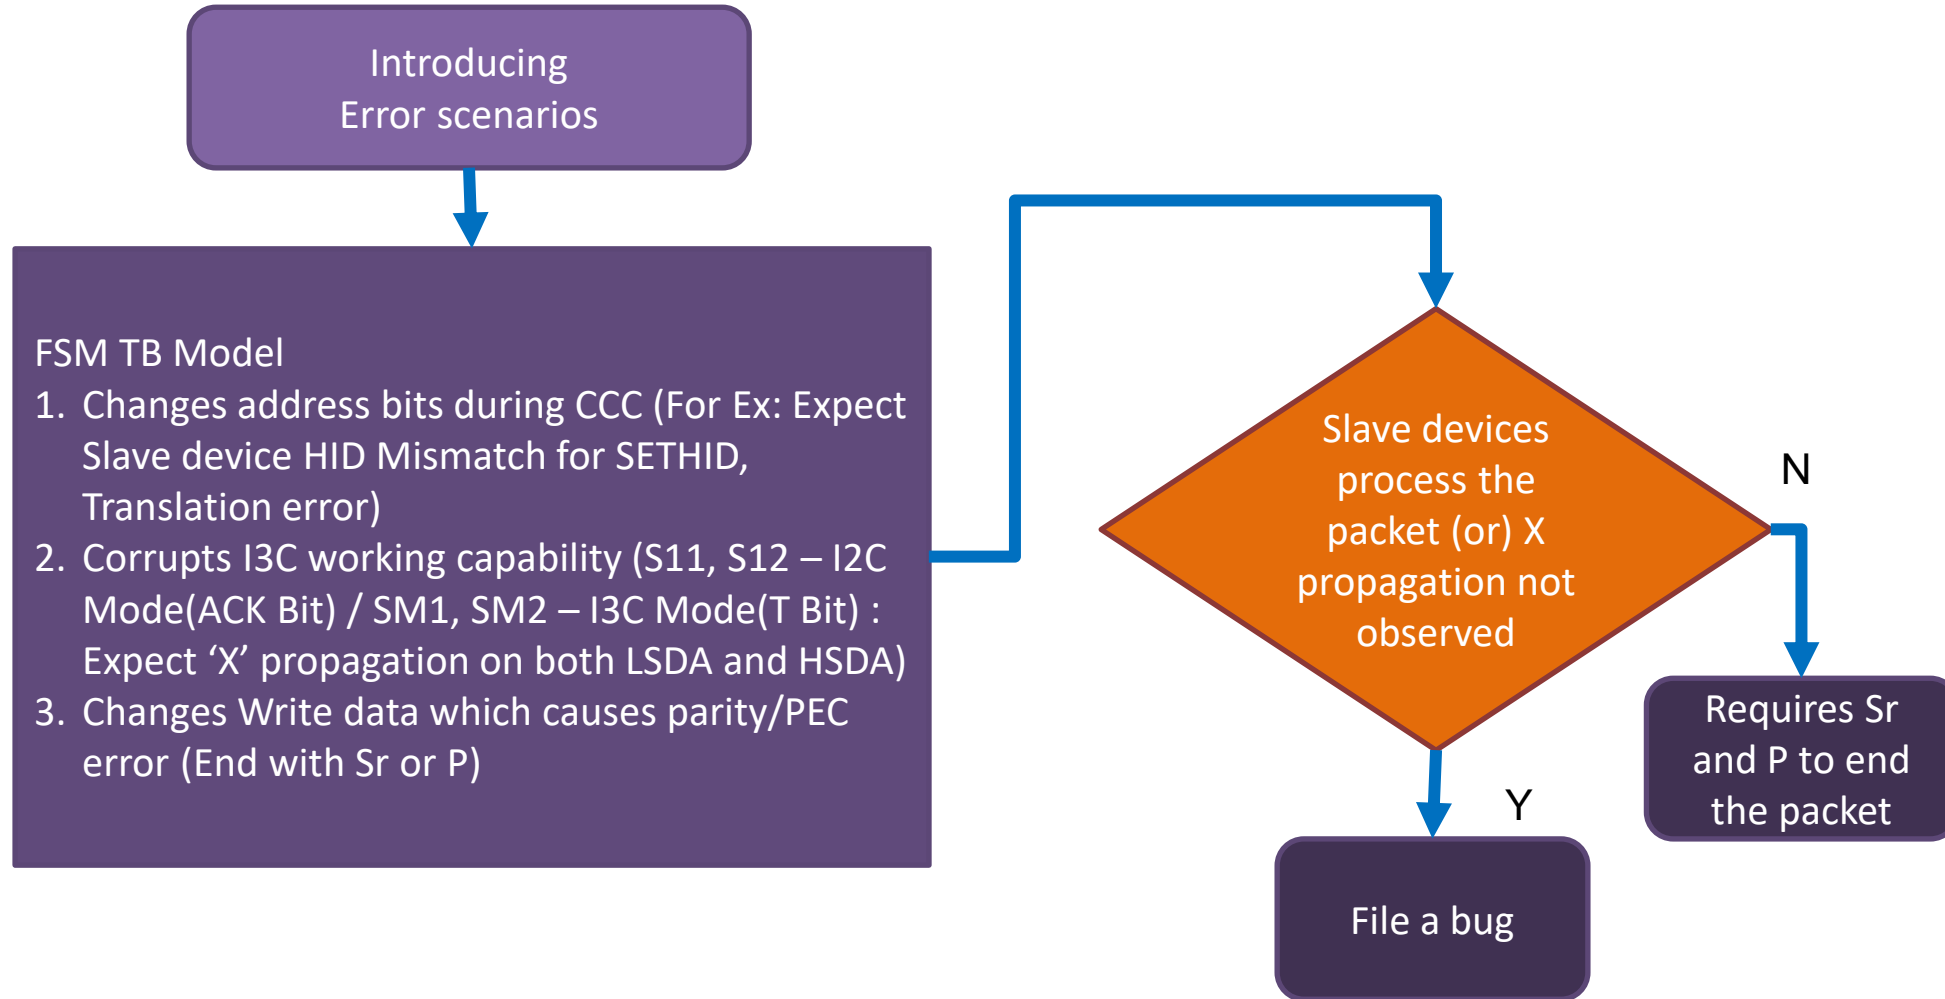 Introducing
Error scenarios
FSM TB Model
1. Changes address bits during CCC (For Ex: Expect
Slave device HID Mismatch for SETHID,
Translation error)
2. Corrupts I3C working capability (S11, S12 – I2C
Mode(ACK Bit) / SM1, SM2 – I3C Mode(T Bit) :
Expect ‘X’ propagation on both LSDA and HSDA)
3. Changes Write data which causes parity/PEC
error (End with Sr or P)
Slave devices
process the
packet (or) X
propagation not
observed
N
Requires Sr
and P to end
the packet
Y
File a bug